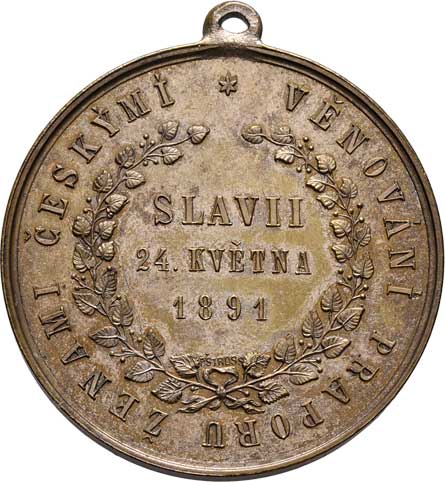 VĚNOVÁNÍ PRAPORU ŽENAMI ČESKÝMI *
SLAVII
24. KVĚTNA
1891